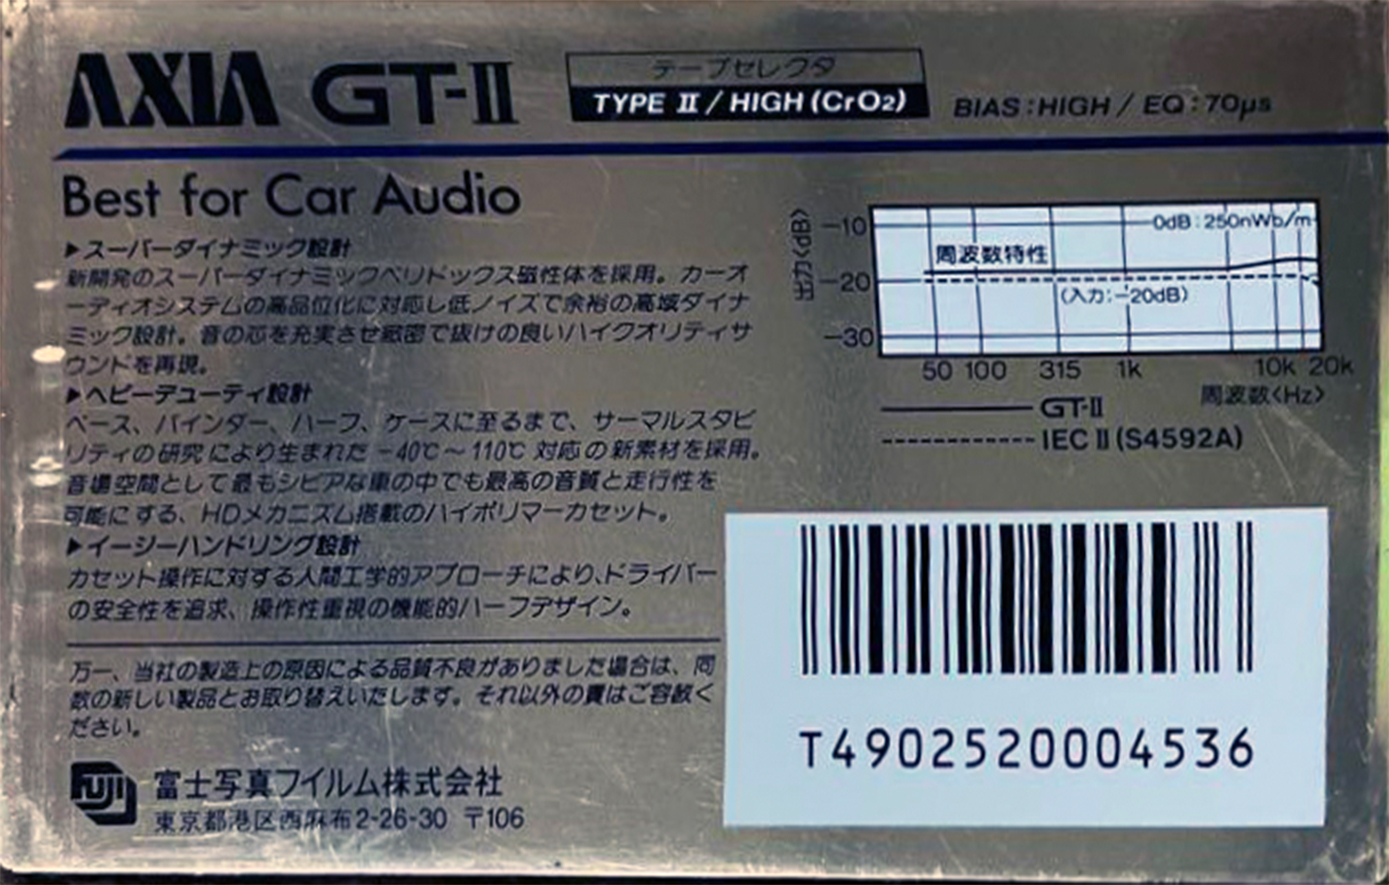 AXIA GT-II
テープセレクタ
TYPE II / HIGH (CrO2)
BIAS : HIGH / EQ : 70μs
Best for Car Audio
▶スーパーダイナミック設計
新開発のスーパーダイナミックベリドックス磁性体を採用。カーオ
ーディオシステムの高品位化に対応し低ノイズで余裕の高域ダイナ
ミック設計。音の芯を充実させ緻密で抜けの良いハイクオリティサ
ウンドを再現。
▶ヘビーデューティ設計
ベース、バインダー、ハーフ、ケースに至るまで、サーマルスタビ
リティの研究により生まれた -40℃～110℃ 対応の新素材を採用。
音場空間として最もシビアな車の中でも最高の音質と走行性を
可能にする、HDメカニズム搭載のハイポリマーカセット。
▶イージーハンドリング設計
カセット操作に対する人間工学的アプローチにより、ドライバー
の安全性を追求、操作性重視の機能的ハーフデザイン。
万一、当社の製造上の原因による品質不良がありました場合は、同
数の新しい製品とお取り替えいたします。それ以外の責はご容赦く
ださい。
FUJI 富士写真フイルム株式会社
東京都港区西麻布2-26-30 〒106
出力<dB>
-10
-20
-30
0dB : 250nWb/m
周波数特性
(入力:-20dB)
50 100 315 1k 10k 20k
周波数<Hz>
GT-II
IEC II (S4592A)
T4902520004536